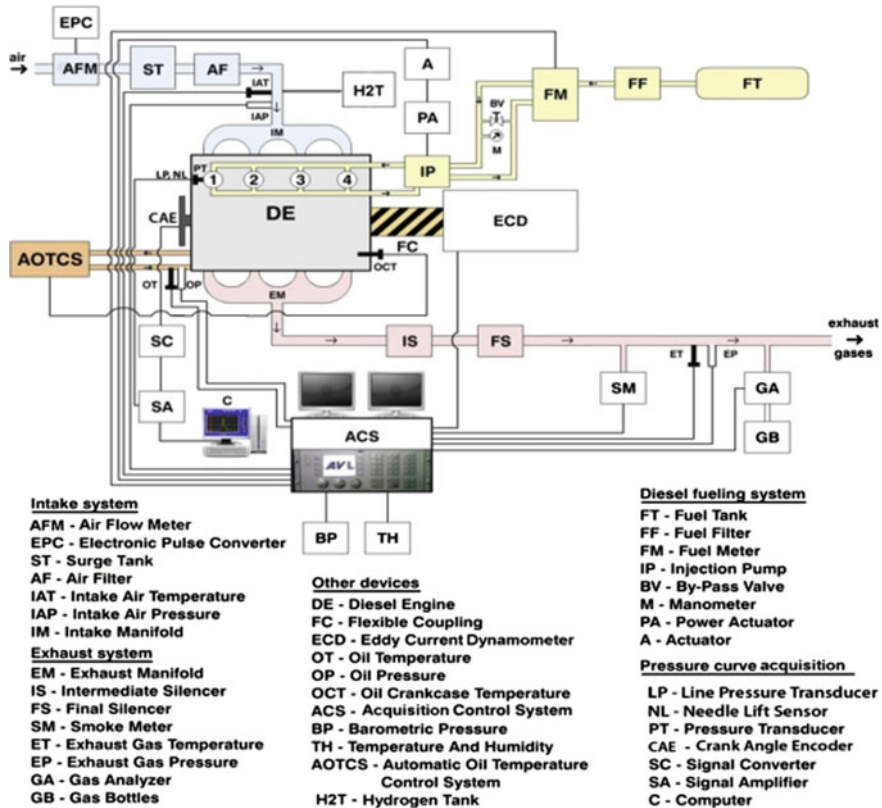 EPC
air
AFM
ST
AF
IAT
IAP
IM
H2T
A
PA
BV
M
FM
FF
FT
IP
LP, NL
PT
1 2 3 4
DE
CAE
FC
ECD
AOTCS
OT
OP
OCT
EM
SC
SA
C
IS
FS
exhaust
gases
ET
EP
SM
GA
GB
ACS
AVL
BP
TH
Intake system
AFM - Air Flow Meter
EPC - Electronic Pulse Converter
ST - Surge Tank
AF - Air Filter
IAT - Intake Air Temperature
IAP - Intake Air Pressure
IM - Intake Manifold
Exhaust system
EM - Exhaust Manifold
IS - Intermediate Silencer
FS - Final Silencer
SM - Smoke Meter
ET - Exhaust Gas Temperature
EP - Exhaust Gas Pressure
GA - Gas Analyzer
GB - Gas Bottles
Other devices
DE - Diesel Engine
FC - Flexible Coupling
ECD - Eddy Current Dynamometer
OT - Oil Temperature
OP - Oil Pressure
OCT - Oil Crankcase Temperature
ACS - Acquisition Control System
BP - Barometric Pressure
TH - Temperature And Humidity
AOTCS - Automatic Oil Temperature
Control System
H2T - Hydrogen Tank
Diesel fueling system
FT - Fuel Tank
FF - Fuel Filter
FM - Fuel Meter
IP - Injection Pump
BV - By-Pass Valve
M - Manometer
PA - Power Actuator
A - Actuator
Pressure curve acquisition
LP - Line Pressure Transducer
NL - Needle Lift Sensor
PT - Pressure Transducer
CAE - Crank Angle Encoder
SC - Signal Converter
SA - Signal Amplifier
C - Computer